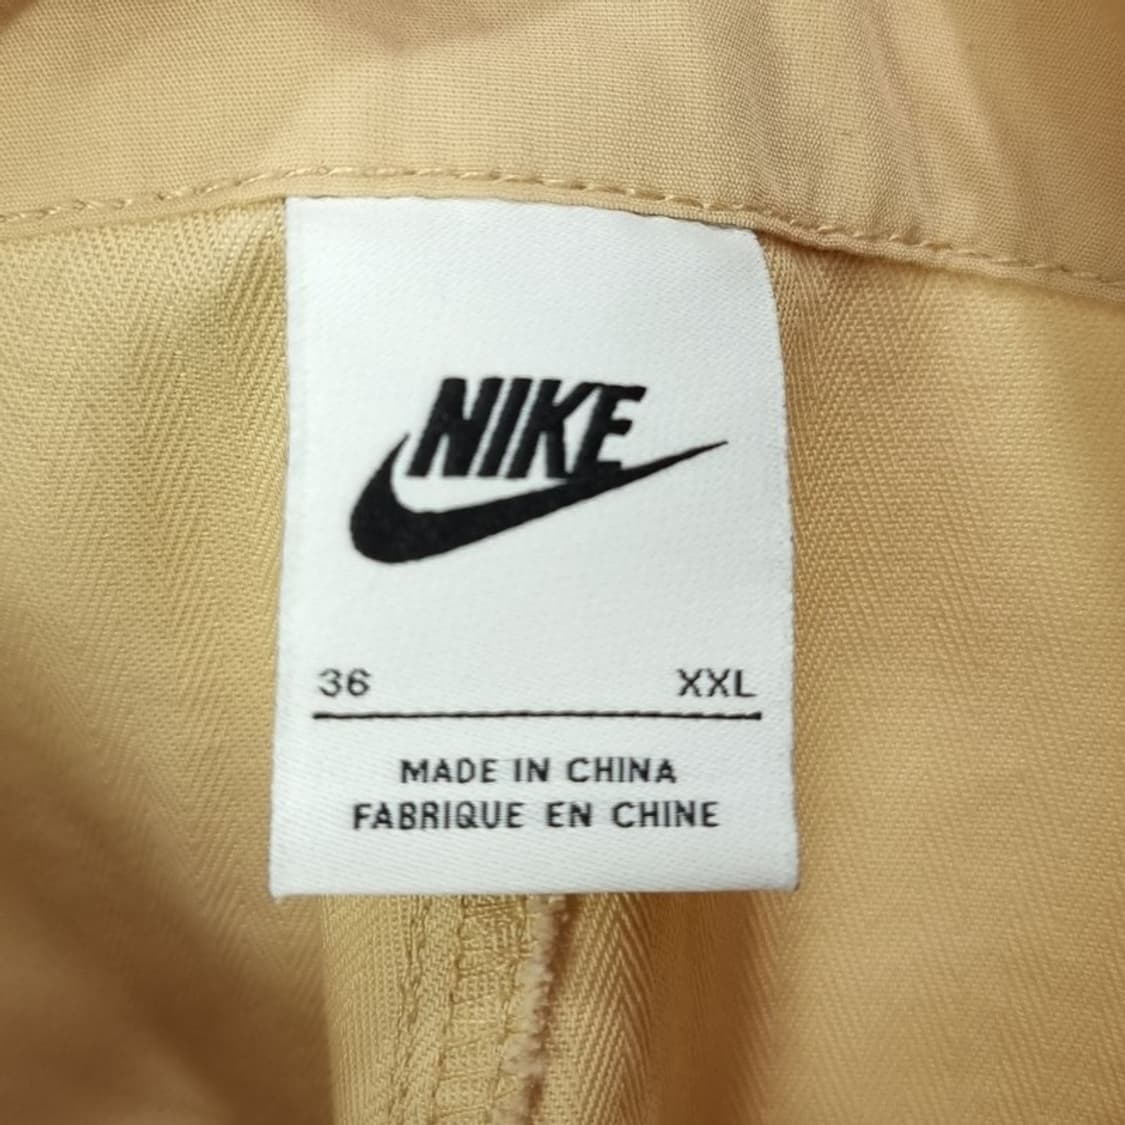 NIKE
36 XXL
MADE IN CHINA
FABRIQUE EN CHINE